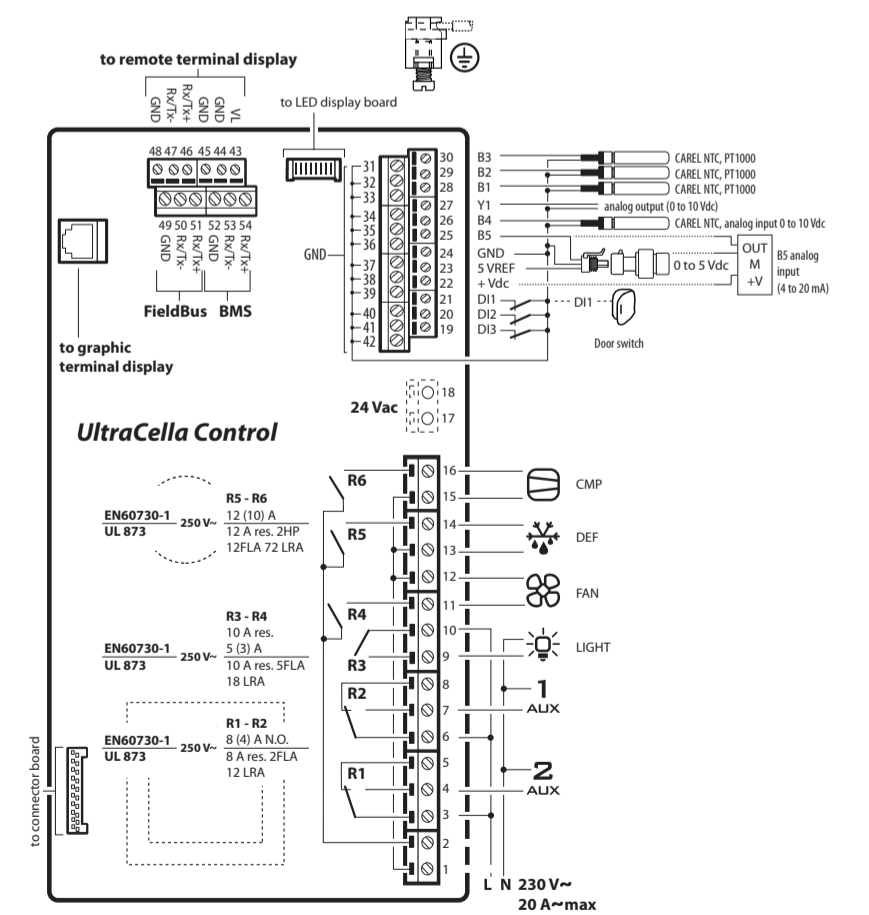 to remote terminal display
GND
Rx/Tx-
Rx/Tx+
GND
GND
VL
to LED display board
48 47 46 45 44 43
49 50 51 52 53 54
GND
Rx/Tx-
Rx/Tx+
GND
Rx/Tx-
Rx/Tx+
FieldBus BMS
to graphic
terminal display
31
32
33
34
35
36
GND
37
38
39
40
41
42
30 B3 CAREL NTC, PT1000
29 B2 CAREL NTC, PT1000
28 B1 CAREL NTC, PT1000
27 Y1 analog output (0 to 10 Vdc)
26 B4 CAREL NTC, analog input 0 to 10 Vdc
25 B5
24 GND
23 5 VREF 0 to 5 Vdc
22 + Vdc
21 DI1
20 DI2
19 DI3
OUT
M
+V
B5 analog
input
(4 to 20 mA)
DI1
Door switch
24 Vac
18
17
UltraCella Control
EN60730-1
UL 873
250 V~
R5 - R6
12 (10) A
12 A res. 2HP
12FLA 72 LRA
EN60730-1
UL 873
250 V~
R3 - R4
10 A res.
5 (3) A
10 A res. 5FLA
18 LRA
EN60730-1
UL 873
250 V~
R1 - R2
8 (4) A N.O.
8 A res. 2FLA
12 LRA
to connector board
R6
R5
R4
R3
R2
R1
16
15
14
13
12
11
10
9
8
7
6
5
4
3
2
1
CMP
DEF
FAN
LIGHT
1
AUX
2
AUX
L N 230 V~
20 A~max